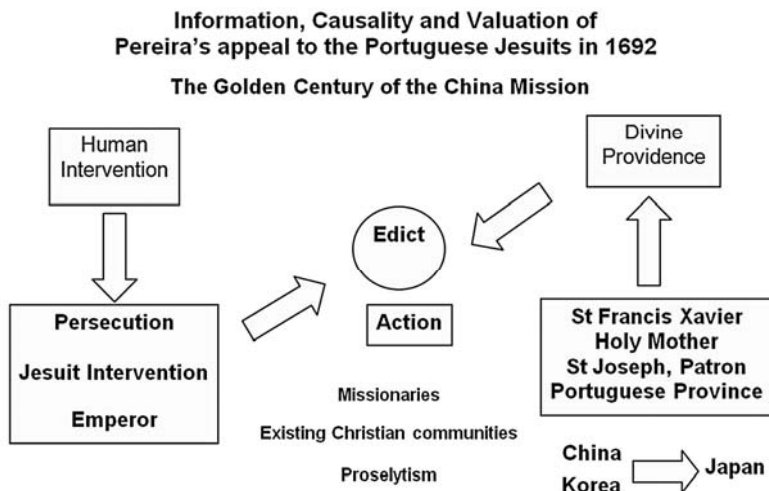 Information, Causality and Valuation of
Pereira's appeal to the Portuguese Jesuits in 1692
The Golden Century of the China Mission
Human
Intervention
Divine
Providence
Edict
Action
Persecution
Jesuit Intervention
Emperor
St Francis Xavier
Holy Mother
St Joseph, Patron
Portuguese Province
Missionaries
Existing Christian communities
Proselytism
China
Korea
Japan